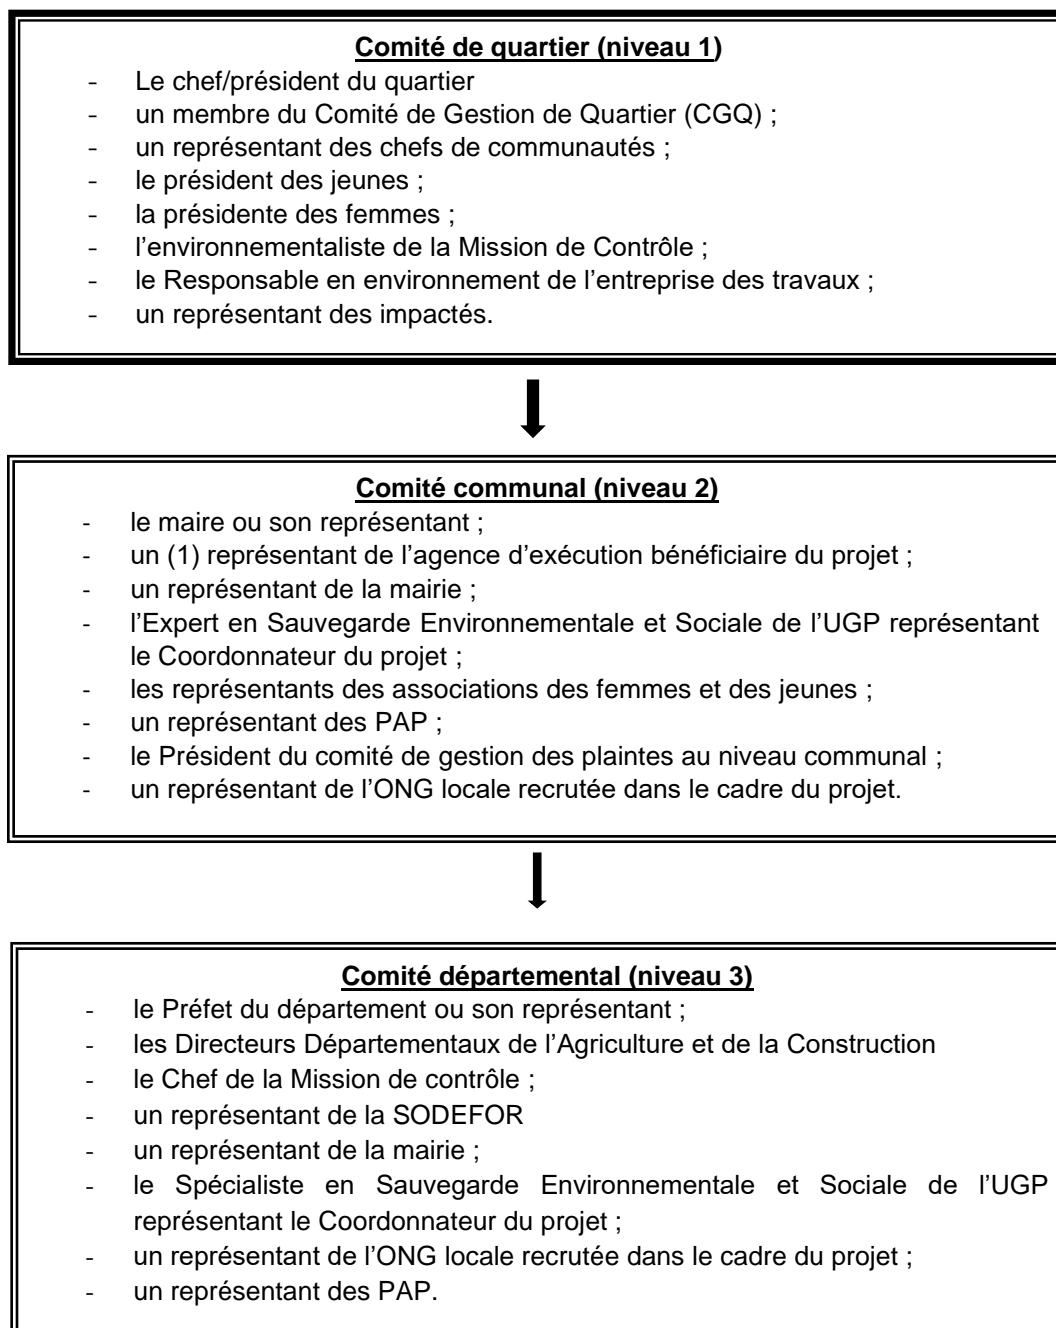 Comité de quartier (niveau 1)
- Le chef/président du quartier
- un membre du Comité de Gestion de Quartier (CGQ) ;
- un représentant des chefs de communautés ;
- le président des jeunes ;
- la présidente des femmes ;
- l’environnementaliste de la Mission de Contrôle ;
- le Responsable en environnement de l’entreprise des travaux ;
- un représentant des impactés.
Comité communal (niveau 2)
- le maire ou son représentant ;
- un (1) représentant de l’agence d’exécution bénéficiaire du projet ;
- un représentant de la mairie ;
- l’Expert en Sauvegarde Environnementale et Sociale de l’UGP représentant
le Coordonnateur du projet ;
- les représentants des associations des femmes et des jeunes ;
- un représentant des PAP ;
- le Président du comité de gestion des plaintes au niveau communal ;
- un représentant de l’ONG locale recrutée dans le cadre du projet.
Comité départemental (niveau 3)
- le Préfet du département ou son représentant ;
- les Directeurs Départementaux de l’Agriculture et de la Construction
- le Chef de la Mission de contrôle ;
- un représentant de la SODEFOR
- un représentant de la mairie ;
- le Spécialiste en Sauvegarde Environnementale et Sociale de l’UGP
représentant le Coordonnateur du projet ;
- un représentant de l’ONG locale recrutée dans le cadre du projet ;
- un représentant des PAP.